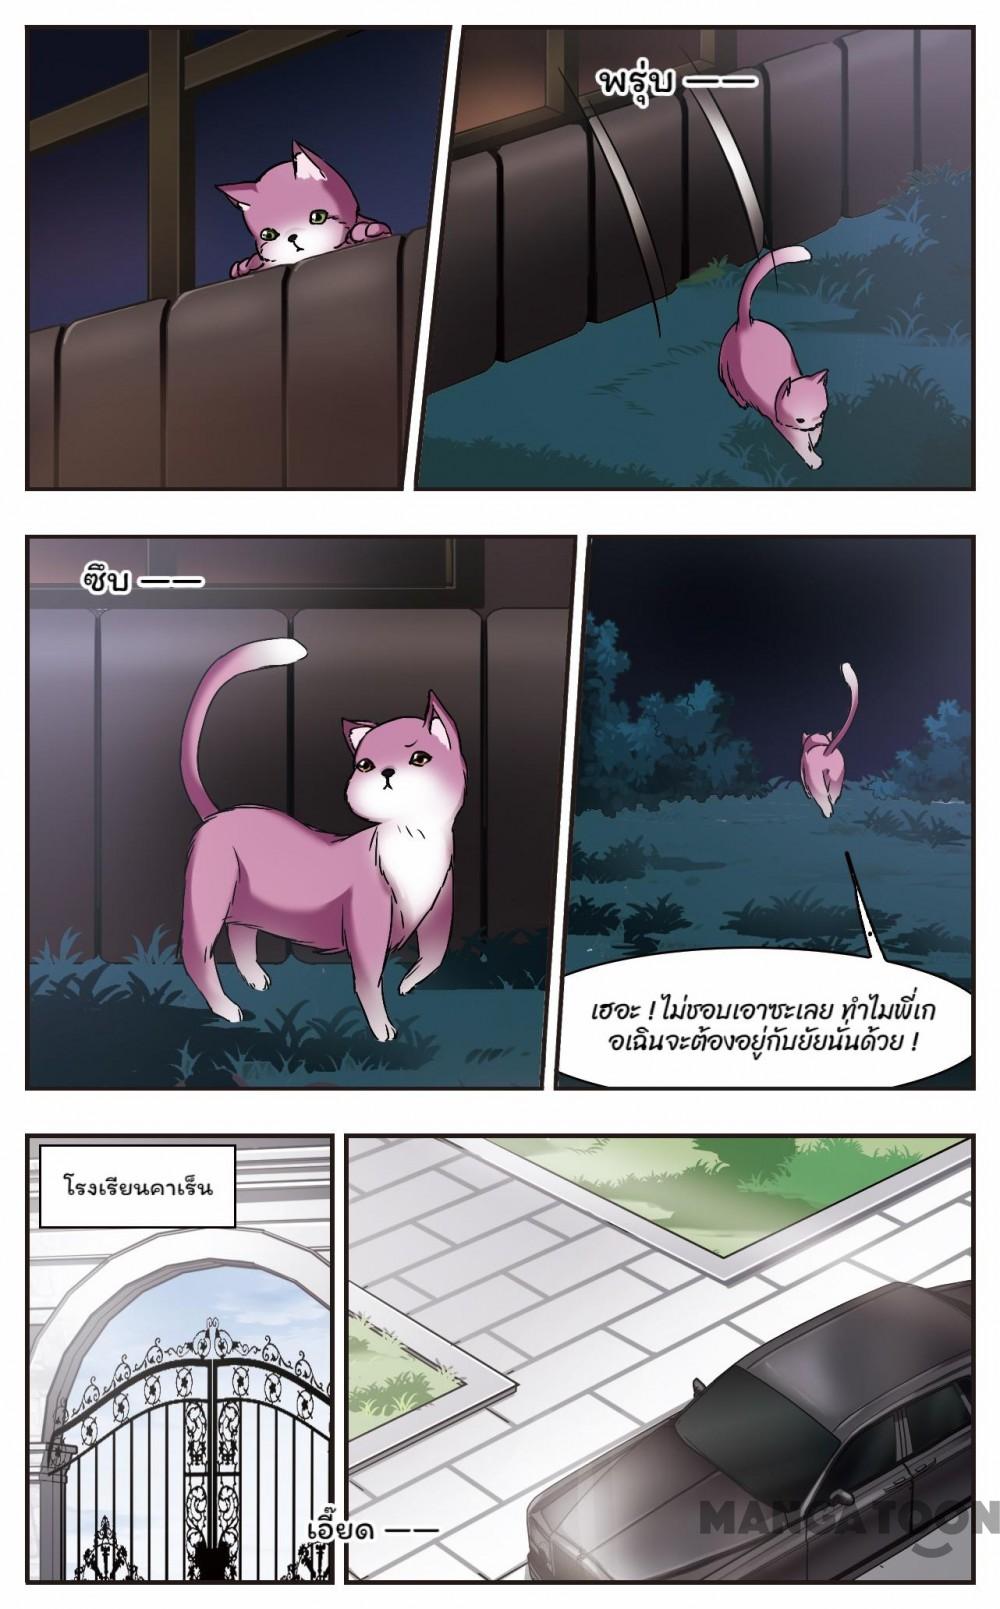 พรุ่บ ——
ซึบ ——
เฮอะ ! ไม่ชอบเอาซะเลย ทำไมพี่เก
อเฉินจะต้องอยู่กับยัยนั่นด้วย !
โรงเรียนคาเร็น
เอี๊ยด ——
MANGATOON